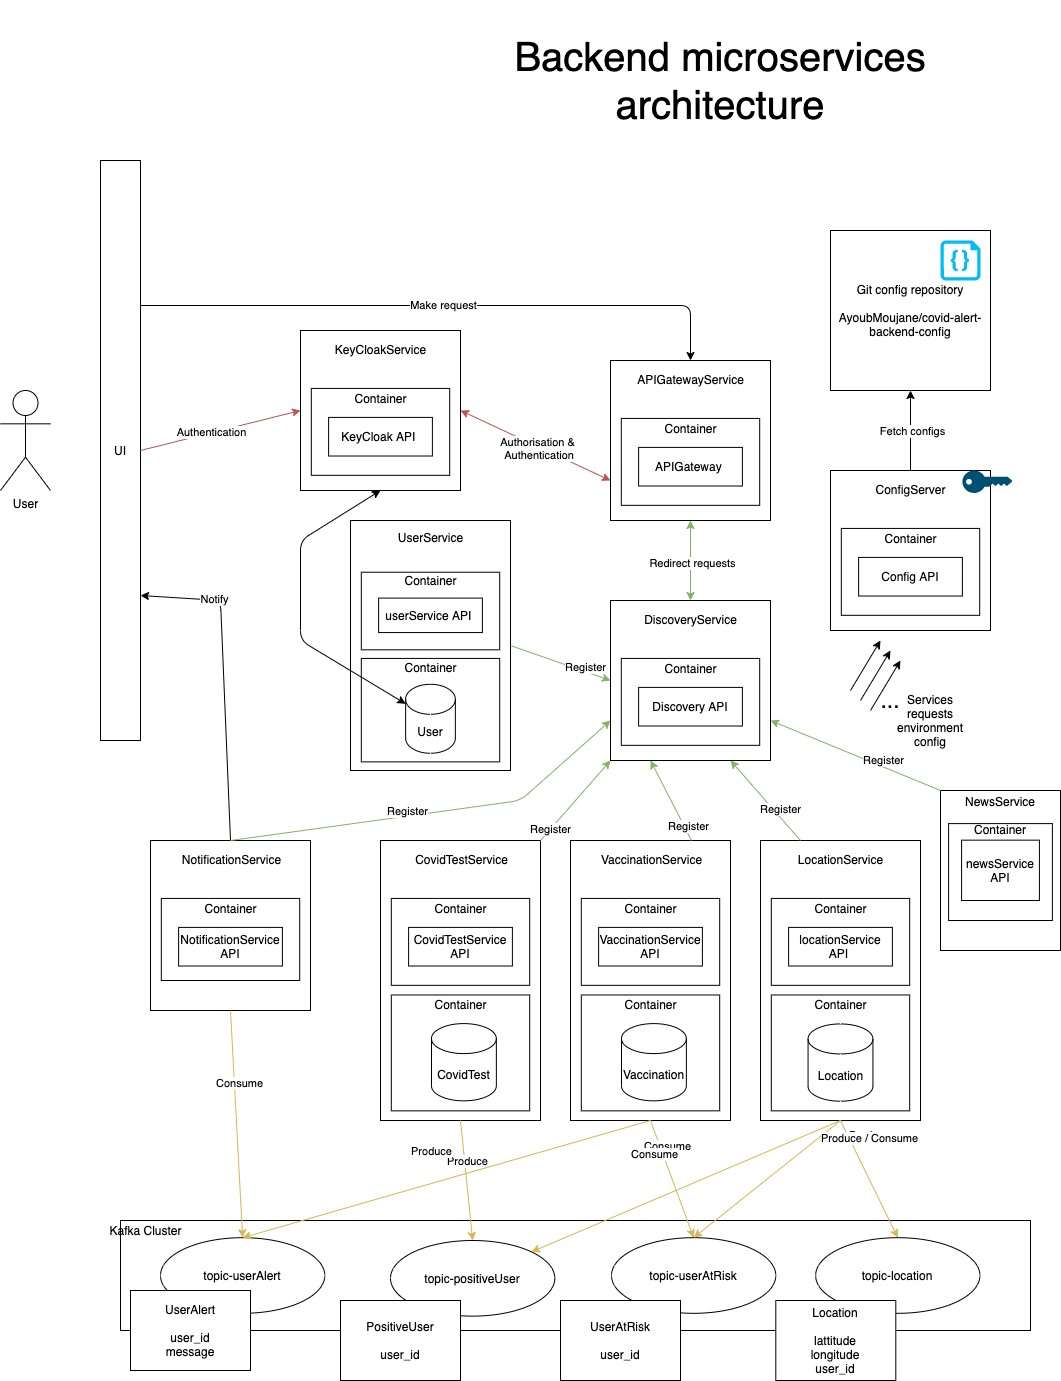 Backend microservices
architecture
Git config repository
AyoubMoujane/covid-alert-
backend-config
Make request
KeyCloakService
Container
KeyCloak API
APIGatewayService
Container
APIGateway
Authentication
Authorisation &
Authentication
UI
User
Fetch configs
ConfigServer
Container
Config API
UserService
Container
userService API
Container
User
Redirect requests
Notify
DiscoveryService
Container
Discovery API
Register
...
Services
requests
environment
config
Register
NewsService
Container
newsService
API
Register
Register
Register
Register
NotificationService
Container
NotificationService
API
CovidTestService
Container
CovidTestService
API
Container
CovidTest
VaccinationService
Container
VaccinationService
API
Container
Vaccination
LocationService
Container
locationService
API
Container
Location
Consume
Produce
Produce
Consume
Consume
Produce / Consume
Kafka Cluster
topic-userAlert
topic-positiveUser
topic-userAtRisk
topic-location
UserAlert
user_id
message
PositiveUser
user_id
UserAtRisk
user_id
Location
lattitude
longitude
user_id